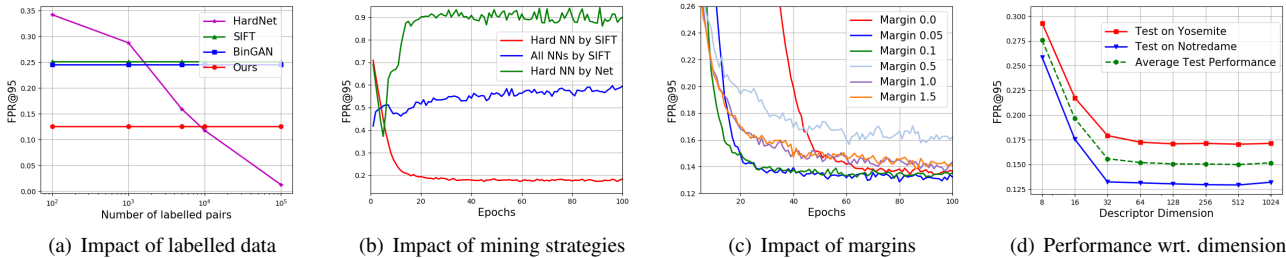 0.35
0.30
0.25
0.20
0.15
0.10
0.05
0.00
FPR@95
10²
10³
10⁴
10⁵
Number of labelled pairs
HardNet
SIFT
BinGAN
Ours
(a) Impact of labelled data
0.9
0.8
0.7
0.6
0.5
0.4
0.3
0.2
FPR@95
0
20
40
60
80
100
Epochs
Hard NN by SIFT
All NNs by SIFT
Hard NN by Net
(b) Impact of mining strategies
0.26
0.24
0.22
0.20
0.18
0.16
0.14
0.12
FPR@95
20
40
60
80
100
Epochs
Margin 0.0
Margin 0.05
Margin 0.1
Margin 0.5
Margin 1.0
Margin 1.5
(c) Impact of margins
0.300
0.275
0.250
0.225
0.200
0.175
0.150
0.125
FPR@95
8
16
32
64
128
256
512
1024
Descriptor Dimension
Test on Yosemite
Test on Notredame
Average Test Performance
(d) Performance wrt. dimension